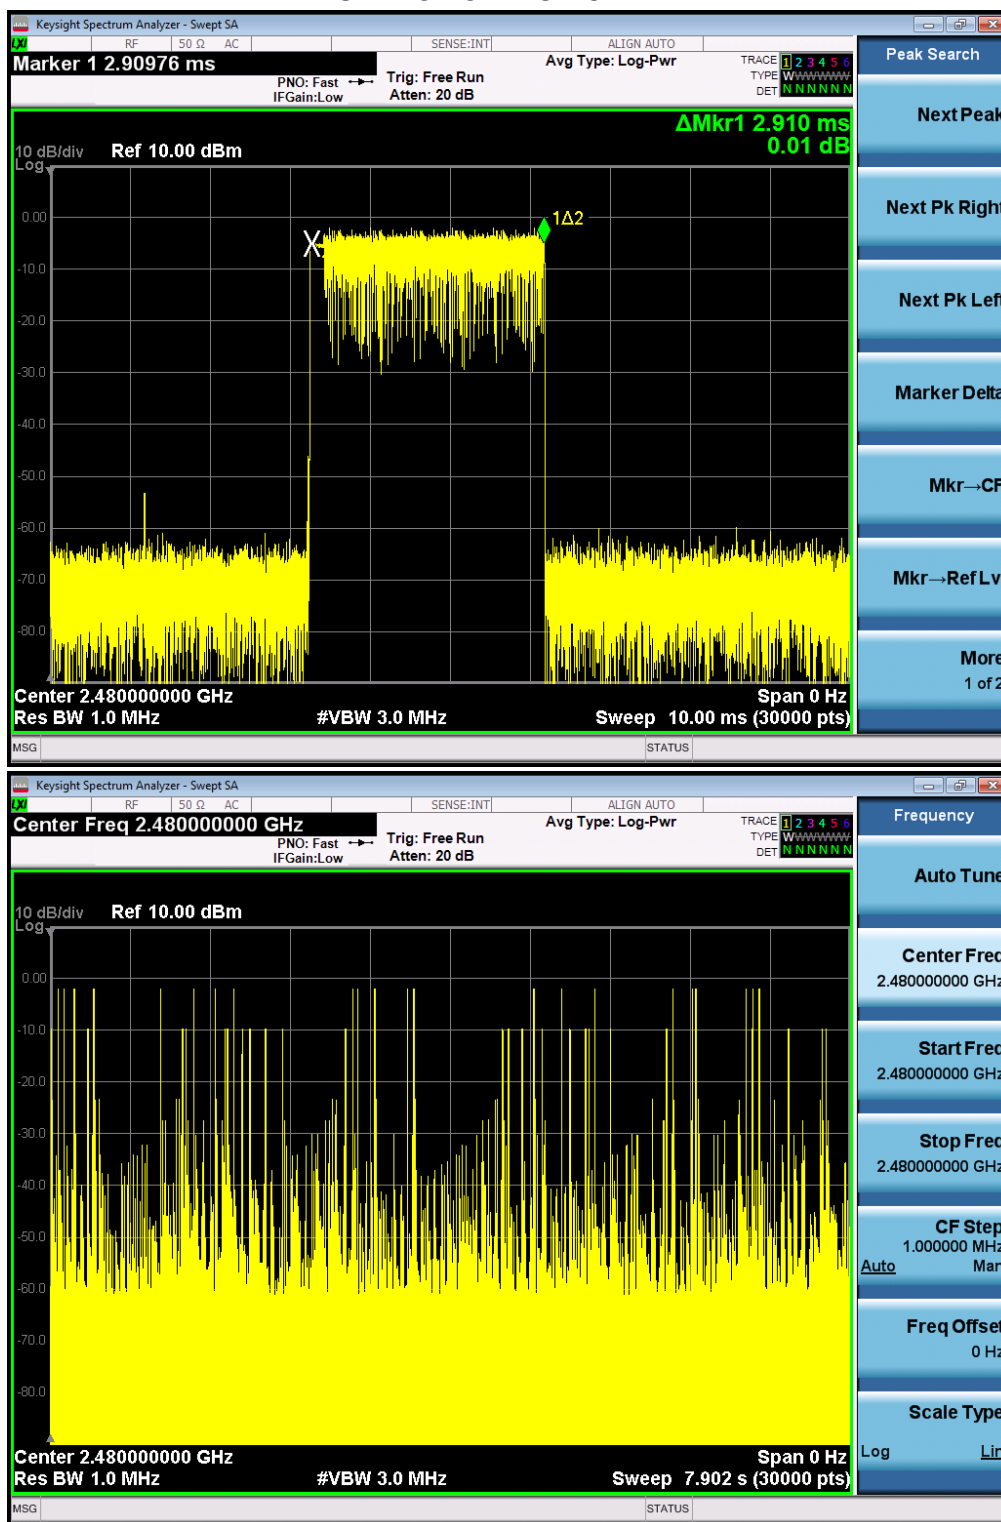 Keysight Spectrum Analyzer - Swept SA
LXI RF 50 Ω AC SENSE:INT ALIGN AUTO
Marker 1 2.90976 ms
PNO: Fast
IFGain:Low
Trig: Free Run
Atten: 20 dB
Avg Type: Log-Pwr
TRACE 1 2 3 4 5 6
TYPE WWWWWW
DET N N N N N N
Peak Search
Next Peak
Next Pk Right
Next Pk Left
Marker Delta
Mkr→CF
Mkr→Ref Lv
More
1 of 2
ΔMkr1 2.910 ms
0.01 dB
10 dB/div Ref 10.00 dBm
Log
0.00
-10.0
-20.0
-30.0
-40.0
-50.0
-60.0
-70.0
-80.0
X
1Δ2
Center 2.480000000 GHz Span 0 Hz
Res BW 1.0 MHz #VBW 3.0 MHz Sweep 10.00 ms (30000 pts)
MSG STATUS
Keysight Spectrum Analyzer - Swept SA
LXI RF 50 Ω AC SENSE:INT ALIGN AUTO
Center Freq 2.480000000 GHz
PNO: Fast
IFGain:Low
Trig: Free Run
Atten: 20 dB
Avg Type: Log-Pwr
TRACE 1 2 3 4 5 6
TYPE WWWWWW
DET N N N N N N
Frequency
Auto Tune
Center Freq
2.480000000 GHz
Start Freq
2.480000000 GHz
Stop Freq
2.480000000 GHz
CF Step
1.000000 MHz
Auto Man
Freq Offset
0 Hz
Scale Type
Log Lin
10 dB/div Ref 10.00 dBm
Log
0.00
-10.0
-20.0
-30.0
-40.0
-50.0
-60.0
-70.0
-80.0
Center 2.480000000 GHz Span 0 Hz
Res BW 1.0 MHz #VBW 3.0 MHz Sweep 7.902 s (30000 pts)
MSG STATUS